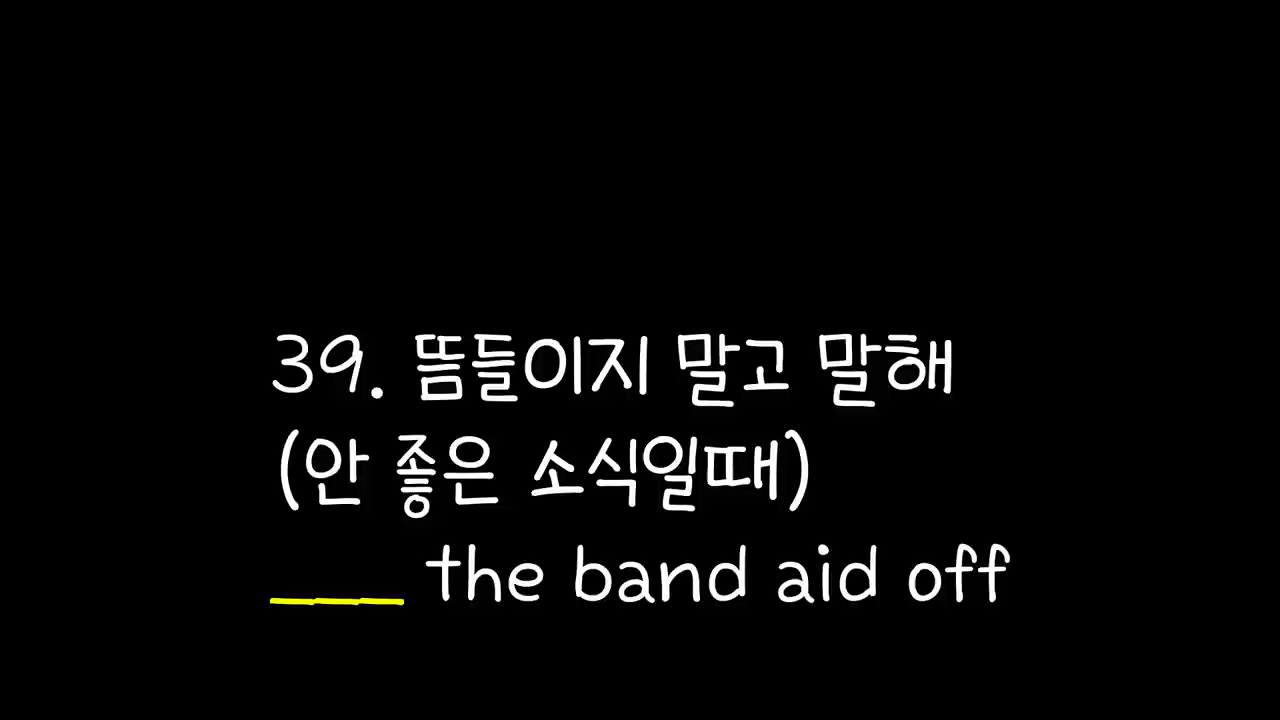 39. 뜸들이지 말고 말해
(안 좋은 소식일때)
___ the band aid off